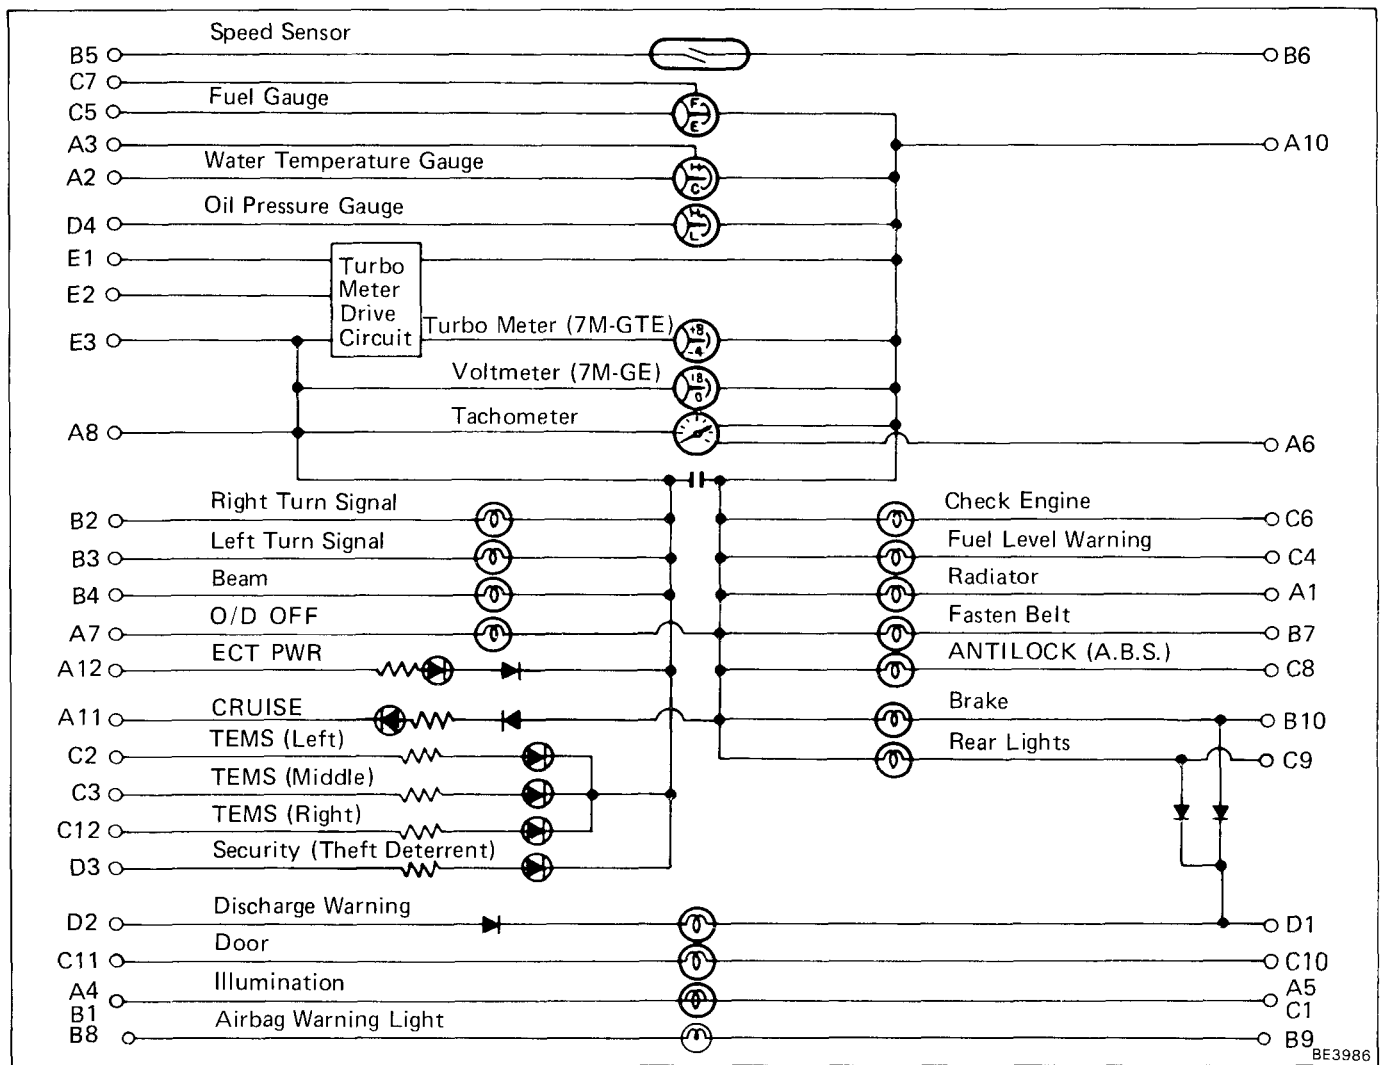 Speed Sensor
B5 B6
C7
Fuel Gauge
C5
F
E
A3 A10
Water Temperature Gauge
A2
H
C
Oil Pressure Gauge
D4
H
L
E1
Turbo
Meter
Drive
Circuit
E2
E3
Turbo Meter (7M-GTE)
+8
-4
Voltmeter (7M-GE)
18
0
Tachometer
A8 A6
Right Turn Signal Check Engine
B2 C6
Left Turn Signal Fuel Level Warning
B3 C4
Beam Radiator
B4 A1
O/D OFF Fasten Belt
A7 B7
ECT PWR ANTILOCK (A.B.S.)
A12 C8
CRUISE Brake
A11 B10
TEMS (Left) Rear Lights
C2 C9
TEMS (Middle)
C3
TEMS (Right)
C12
Security (Theft Deterrent)
D3
Discharge Warning
D2 D1
Door
C11 C10
Illumination
A4 A5
B1 C1
Airbag Warning Light
B8 B9
BE3986